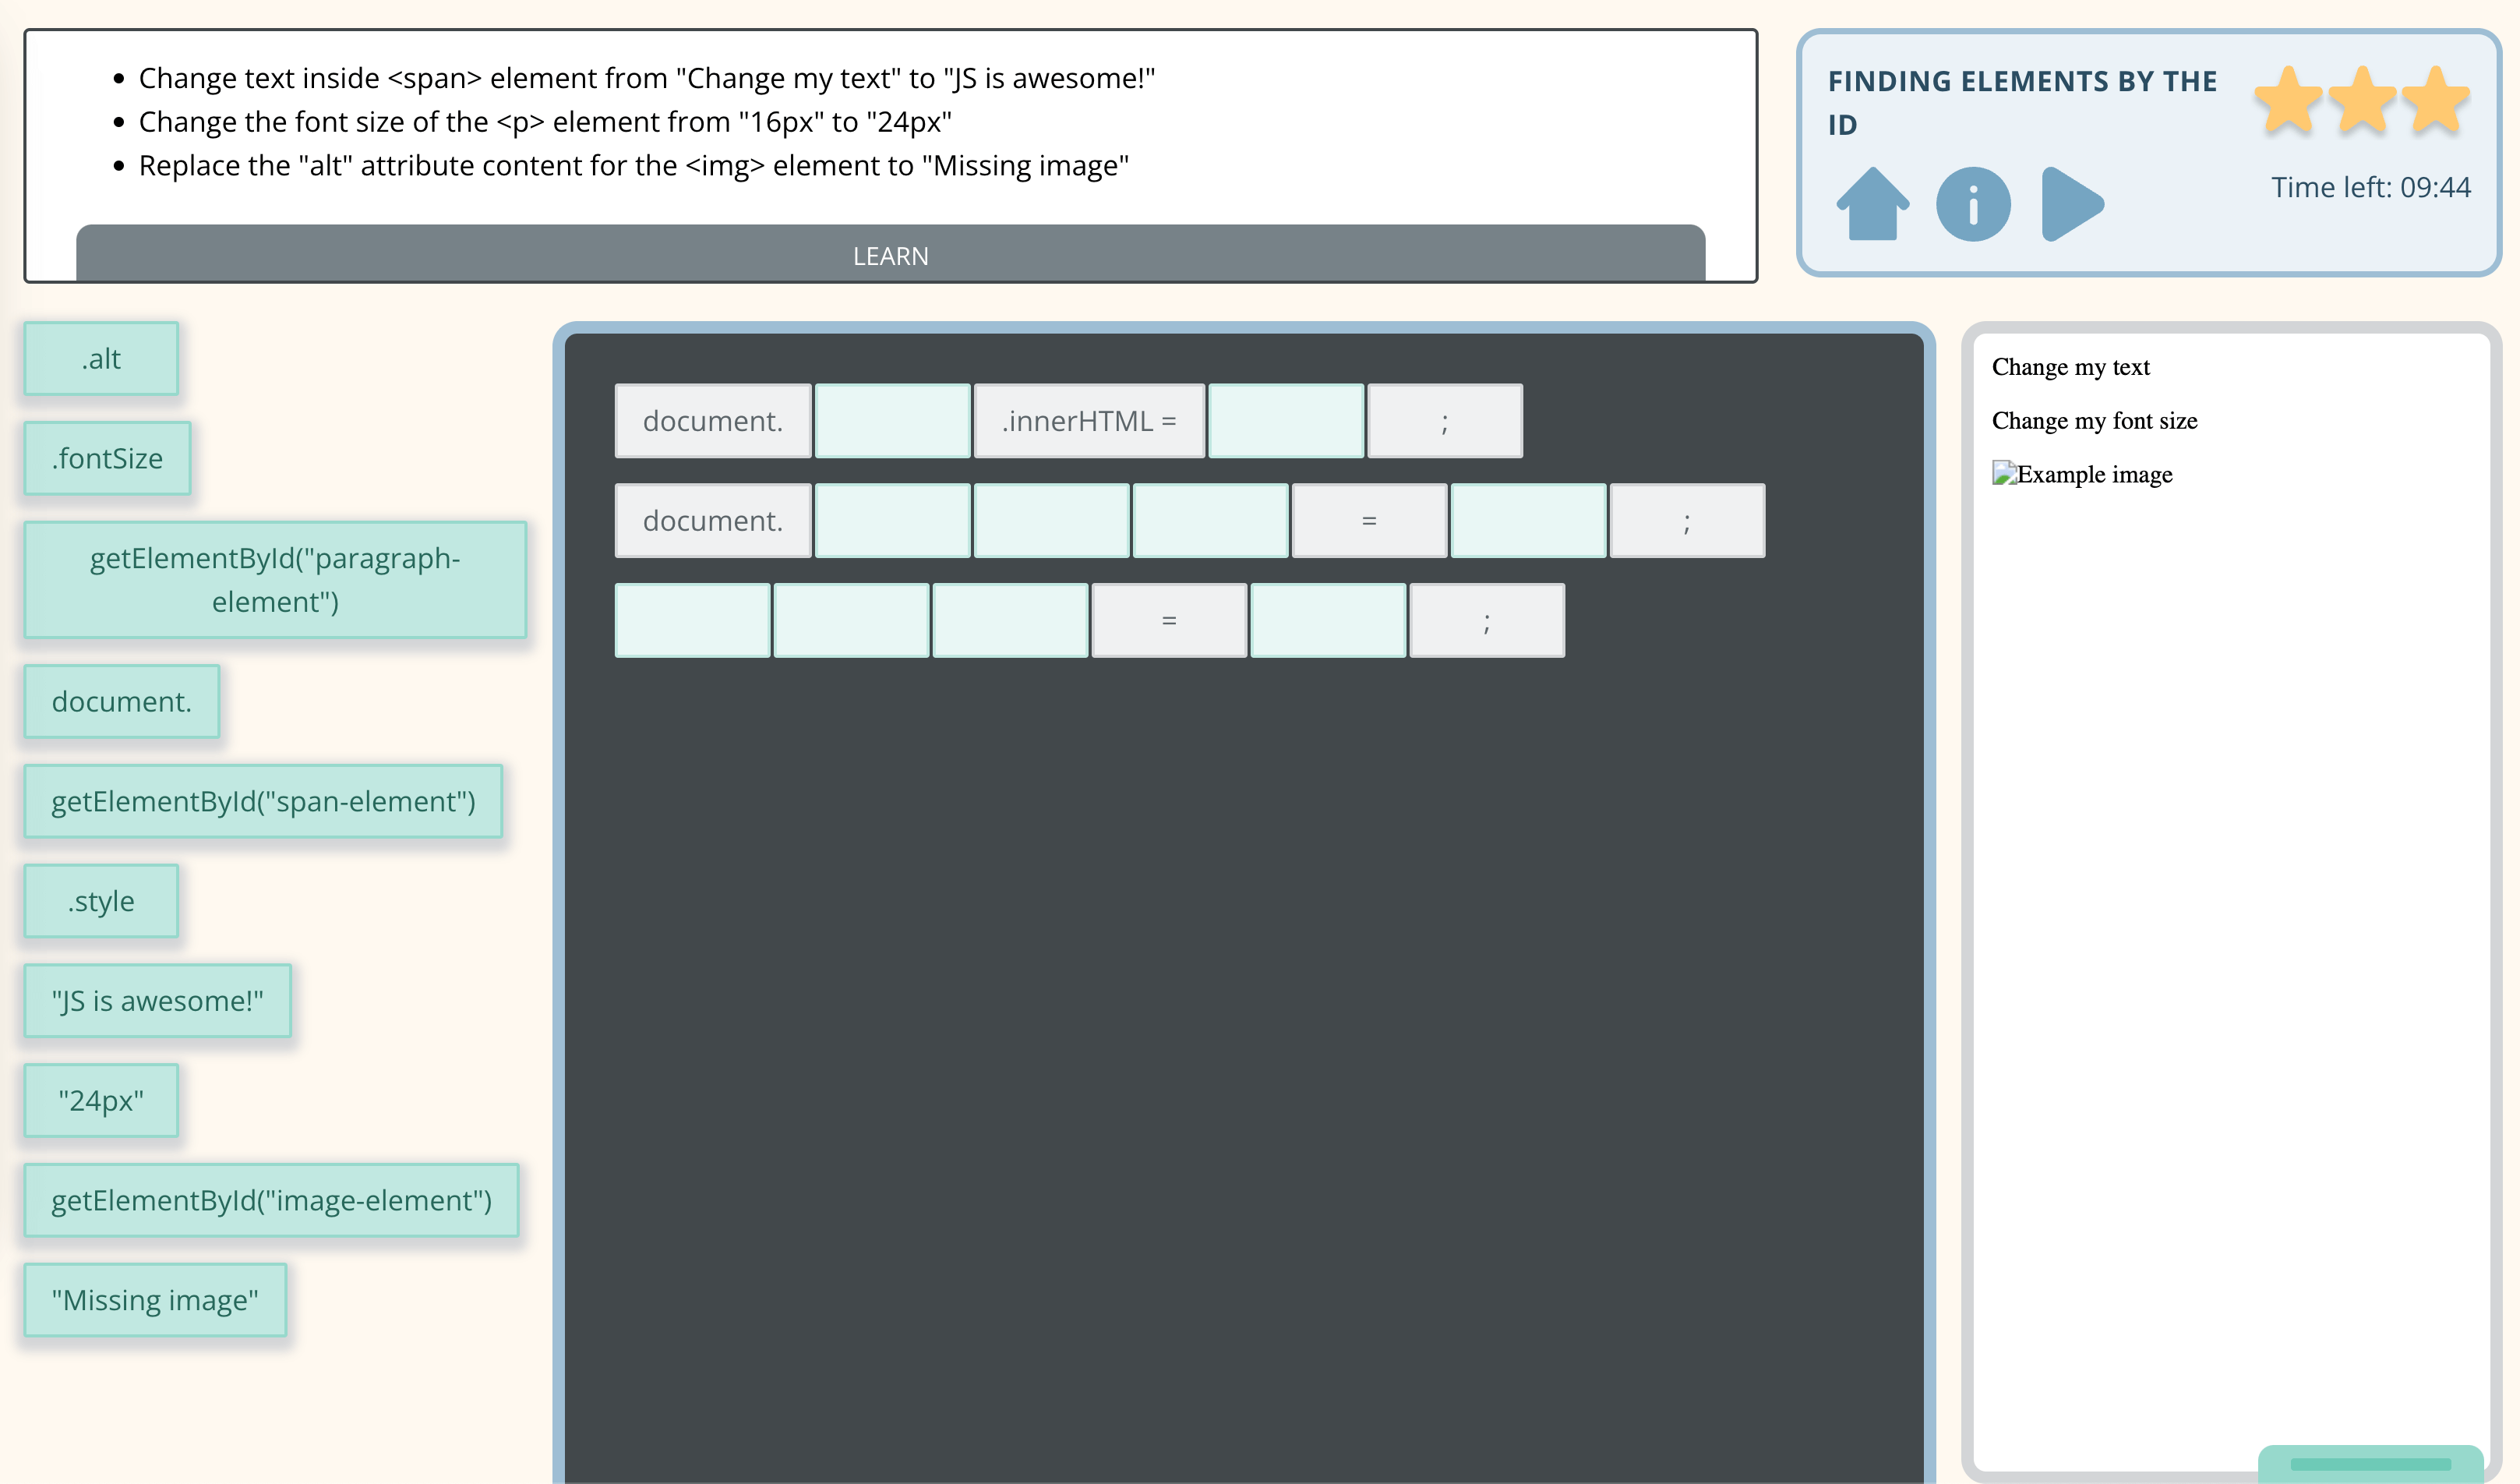 Change text inside <span> element from "Change my text" to "JS is awesome!"
Change the font size of the <p> element from "16px" to "24px"
Replace the "alt" attribute content for the <img> element to "Missing image"
LEARN
FINDING ELEMENTS BY THE
ID
Time left: 09:44
.alt
.fontSize
getElementById("paragraph-
element")
document.
getElementById("span-element")
.style
"JS is awesome!"
"24px"
getElementById("image-element")
"Missing image"
document. .innerHTML = ;
document. = ;
= ;
Change my text
Change my font size
Example image